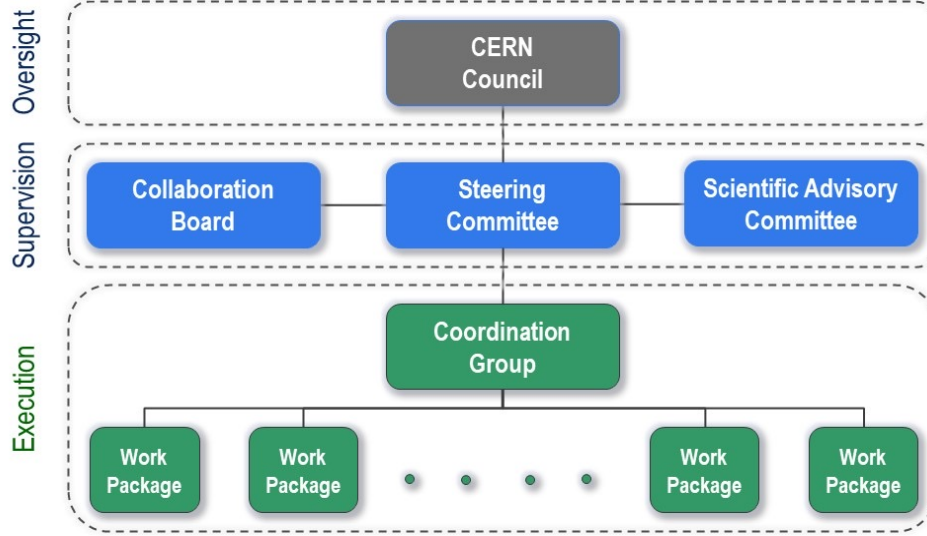 Oversight
CERN
Council
Supervision
Collaboration
Board
Steering
Committee
Scientific Advisory
Committee
Execution
Coordination
Group
Work
Package
Work
Package
Work
Package
Work
Package